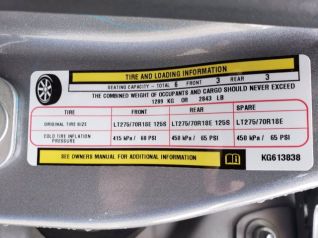 TIRE AND LOADING INFORMATION
SEATING CAPACITY - TOTAL 6 FRONT 3 REAR 3
THE COMBINED WEIGHT OF OCCUPANTS AND CARGO SHOULD NEVER EXCEED
1289 KG OR 2843 LB
TIRE FRONT REAR SPARE
ORIGINAL TIRE SIZE LT275/70R18E 125S LT275/70R18E 125S LT275/70R18E
COLD TIRE INFLATION PRESSURE 415 kPa / 60 PSI 450 kPa / 65 PSI 450 kPa / 65 PSI
SEE OWNERS MANUAL FOR ADDITIONAL INFORMATION KG613838